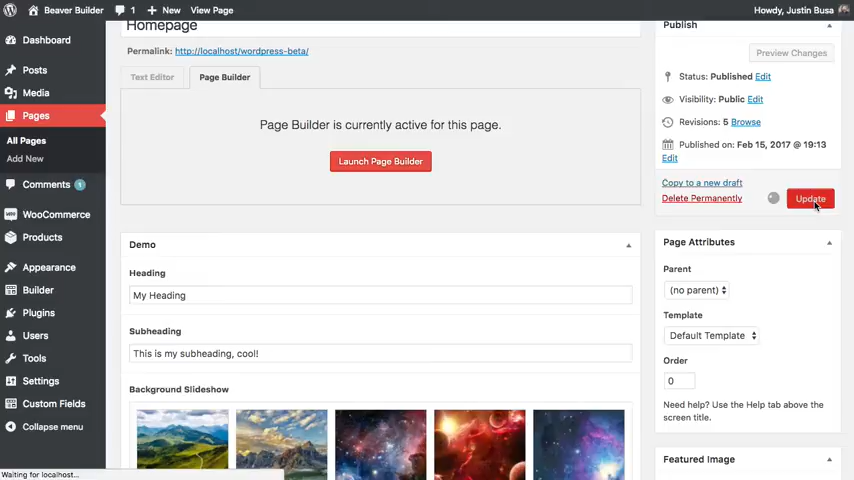 Beaver Builder 1 New View Page Howdy, Justin Busa
Dashboard
Posts
Media
Pages
All Pages
Add New
Comments 1
WooCommerce
Products
Appearance
Builder
Plugins
Users
Tools
Settings
Custom Fields
Collapse menu
Waiting for localhost...
Homepage
Permalink: http://localhost/wordpress-beta/
Text Editor Page Builder
Page Builder is currently active for this page.
Launch Page Builder
Demo
Heading
My Heading
Subheading
This is my subheading, cool!
Background Slideshow
Publish
Preview Changes
Status: Published Edit
Visibility: Public Edit
Revisions: 5 Browse
Published on: Feb 15, 2017 @ 19:13
Edit
Copy to a new draft
Delete Permanently Update
Page Attributes
Parent
(no parent)
Template
Default Template
Order
0
Need help? Use the Help tab above the
screen title.
Featured Image